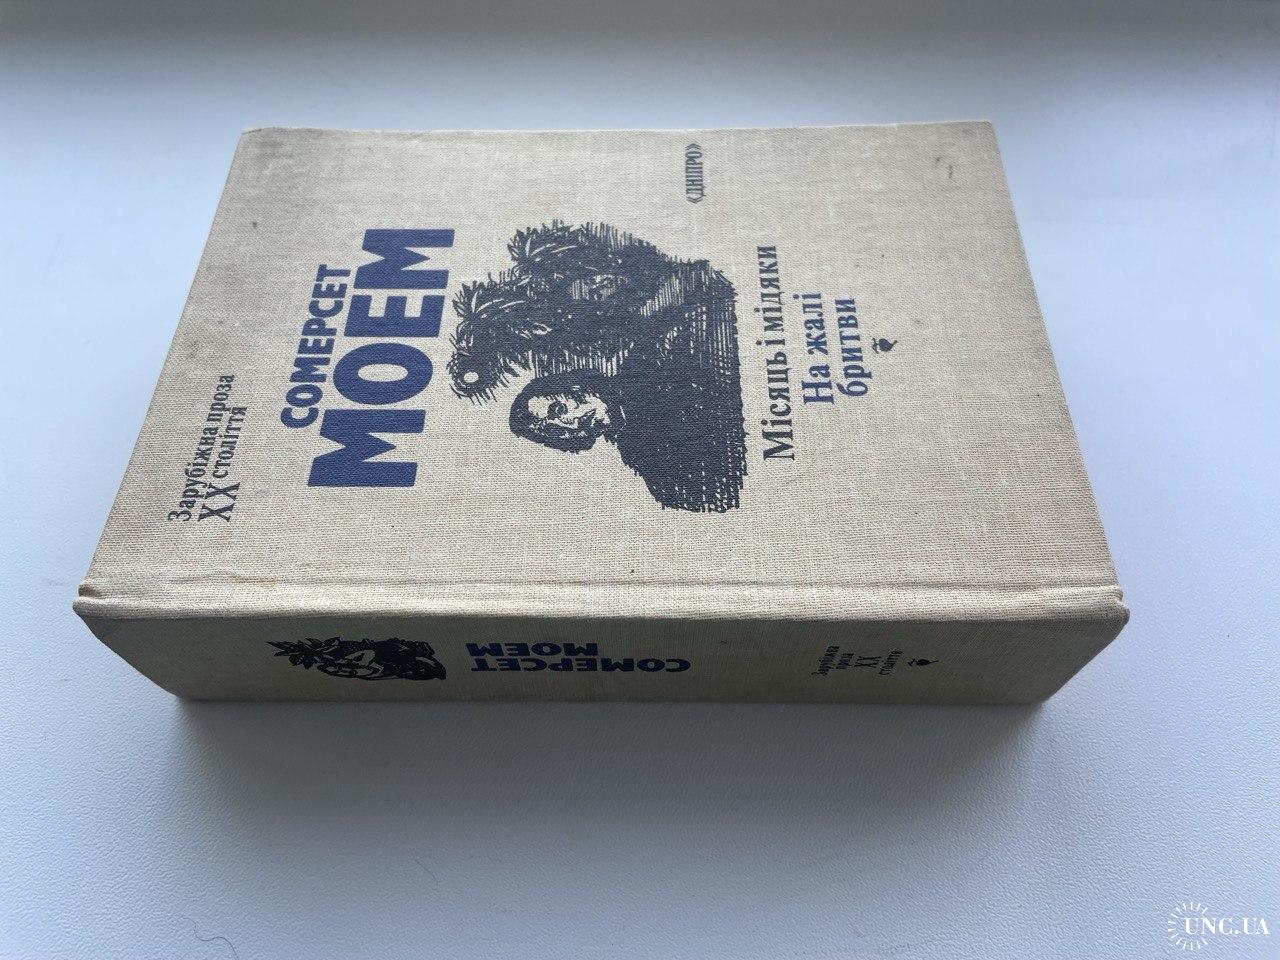 Зарубіжна проза
XX століття
СОМЕРСЕТ
МОЕМ
Місяць і мідяки
На жалі
бритви
«ДНІПРО»
СОМЕРСЕТ
МОЕМ
Зарубіжна
проза
XX
століття
UNC.UA